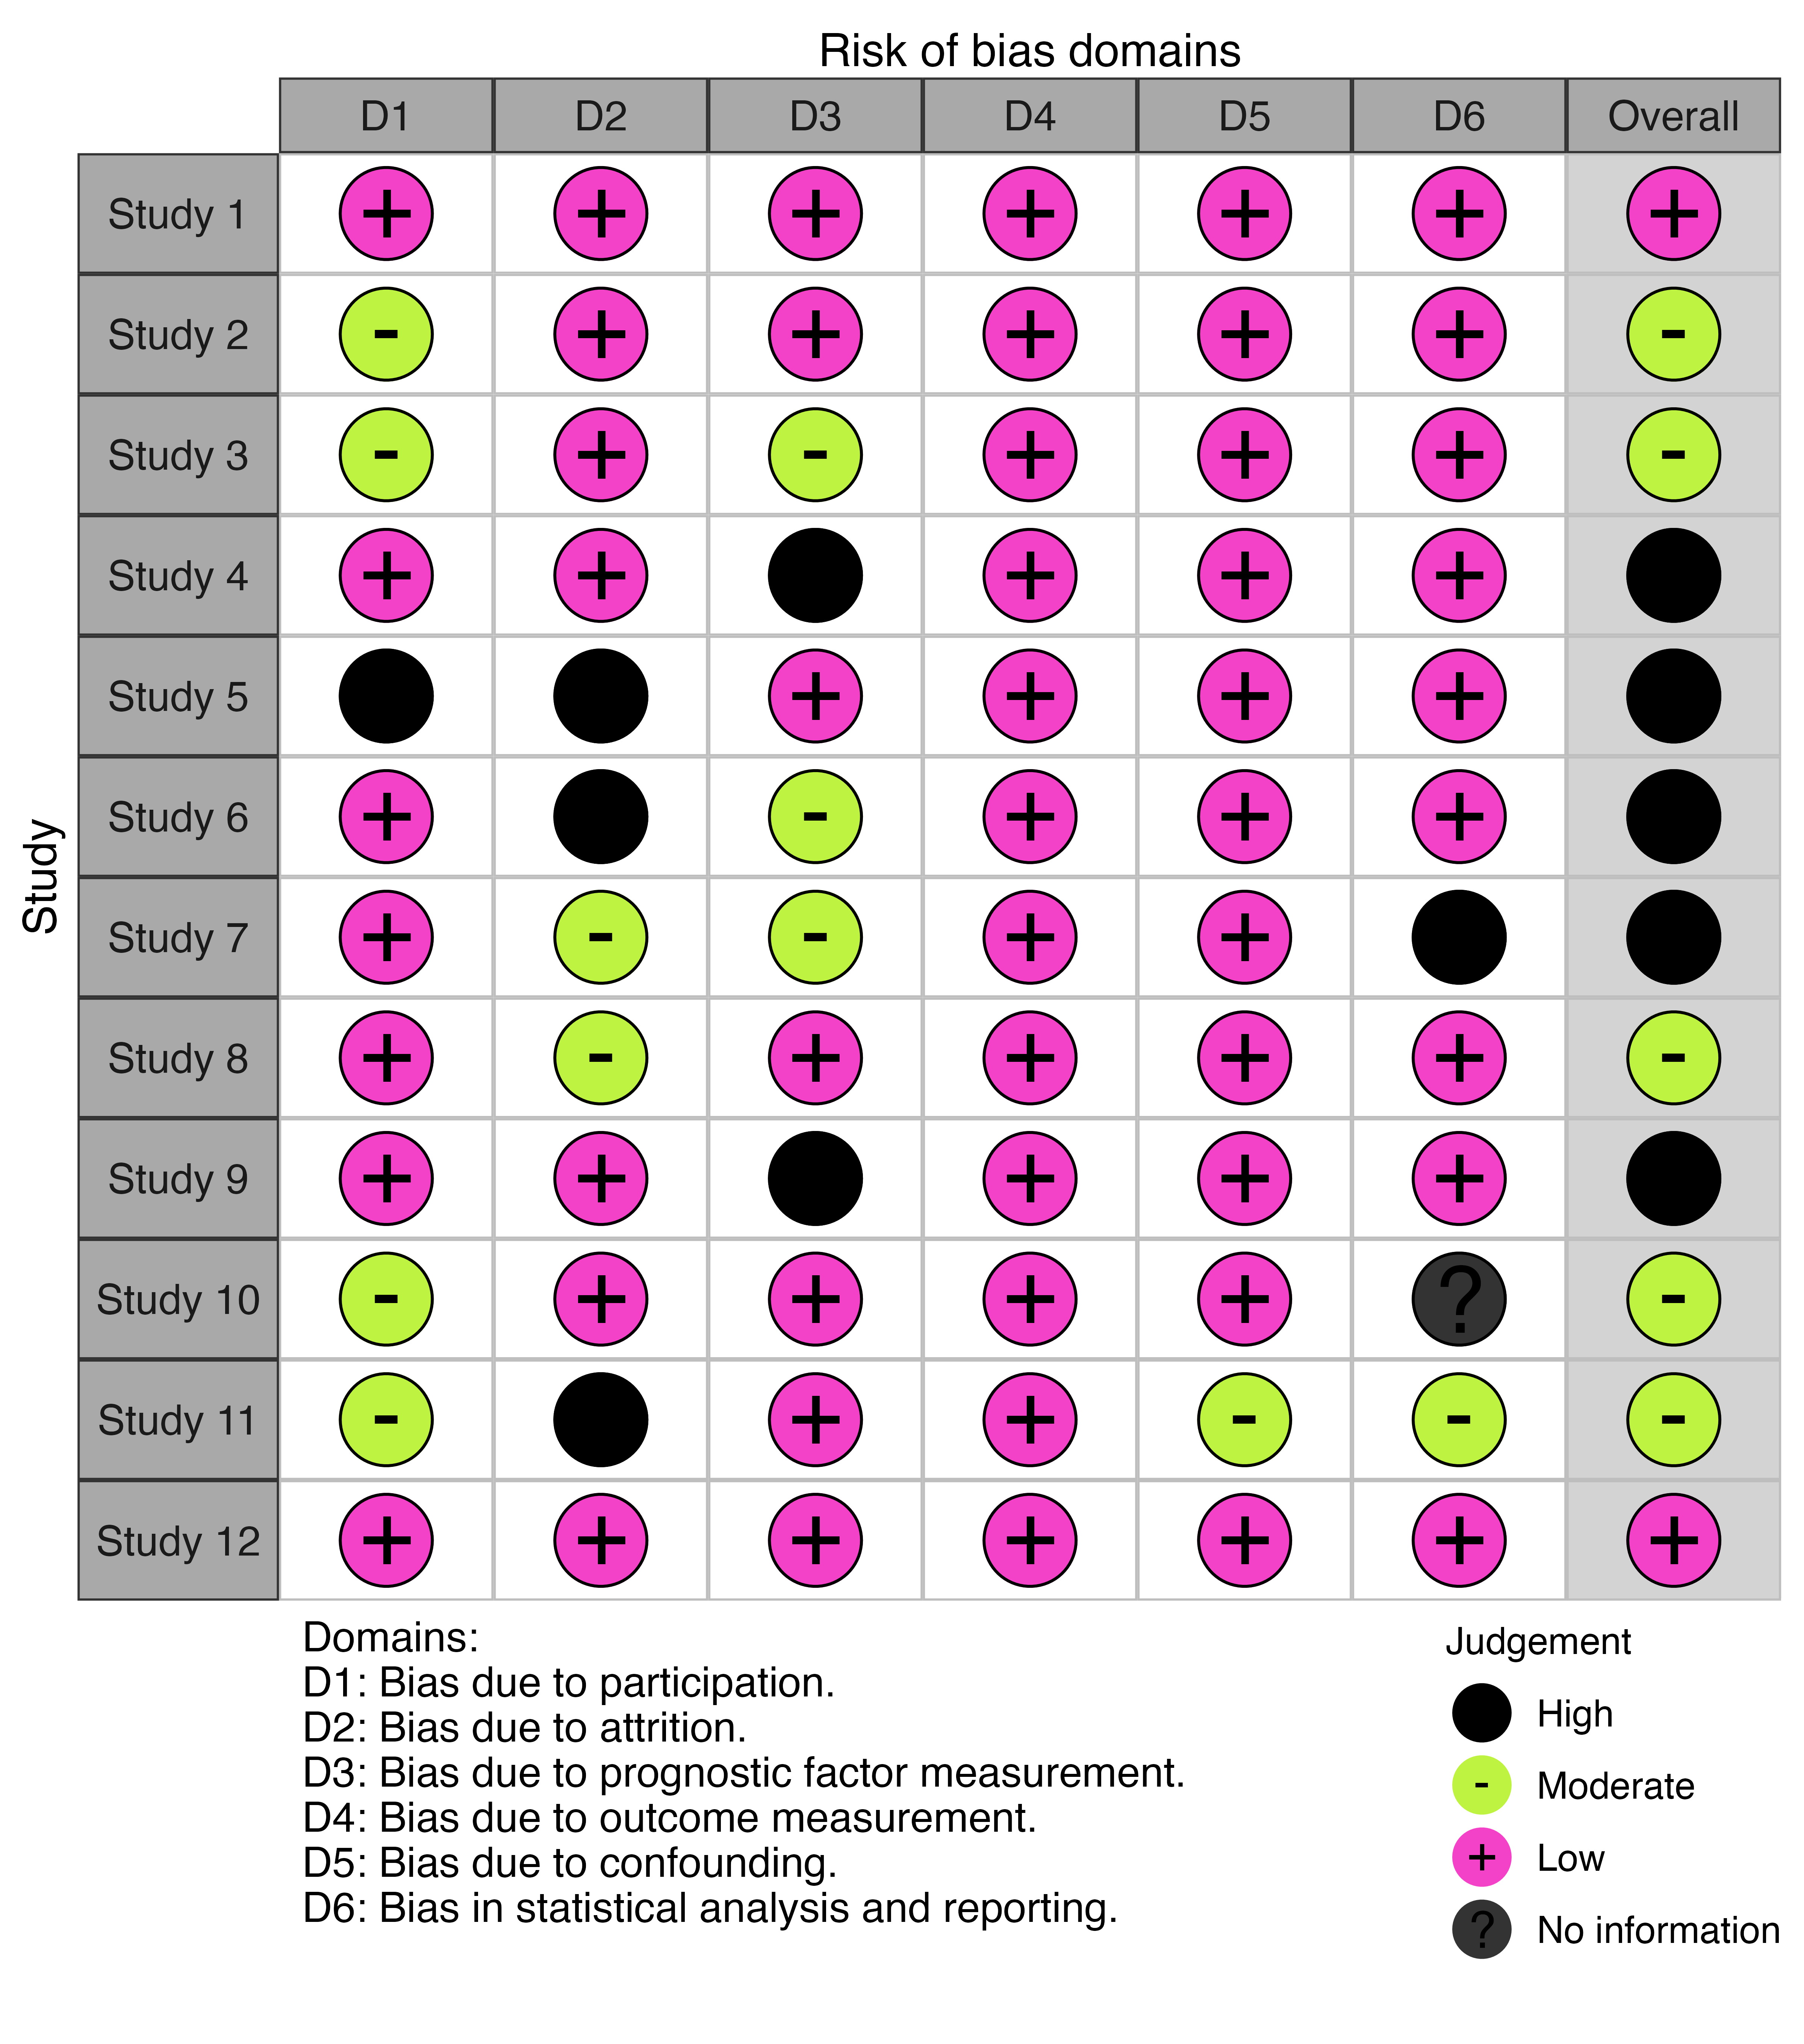 Risk of bias domains
D1 D2 D3 D4 D5 D6 Overall
Study
Study 1 + + + + + + +
Study 2 - + + + + + -
Study 3 - + - + + + -
Study 4 + + + + +
Study 5 + + + +
Study 6 + - + + +
Study 7 + - - + +
Study 8 + - + + + + -
Study 9 + + + + +
Study 10 - + + + + ? -
Study 11 - + + - - -
Study 12 + + + + + + +
Domains:
D1: Bias due to participation.
D2: Bias due to attrition.
D3: Bias due to prognostic factor measurement.
D4: Bias due to outcome measurement.
D5: Bias due to confounding.
D6: Bias in statistical analysis and reporting.
Judgement
High
- Moderate
+ Low
? No information